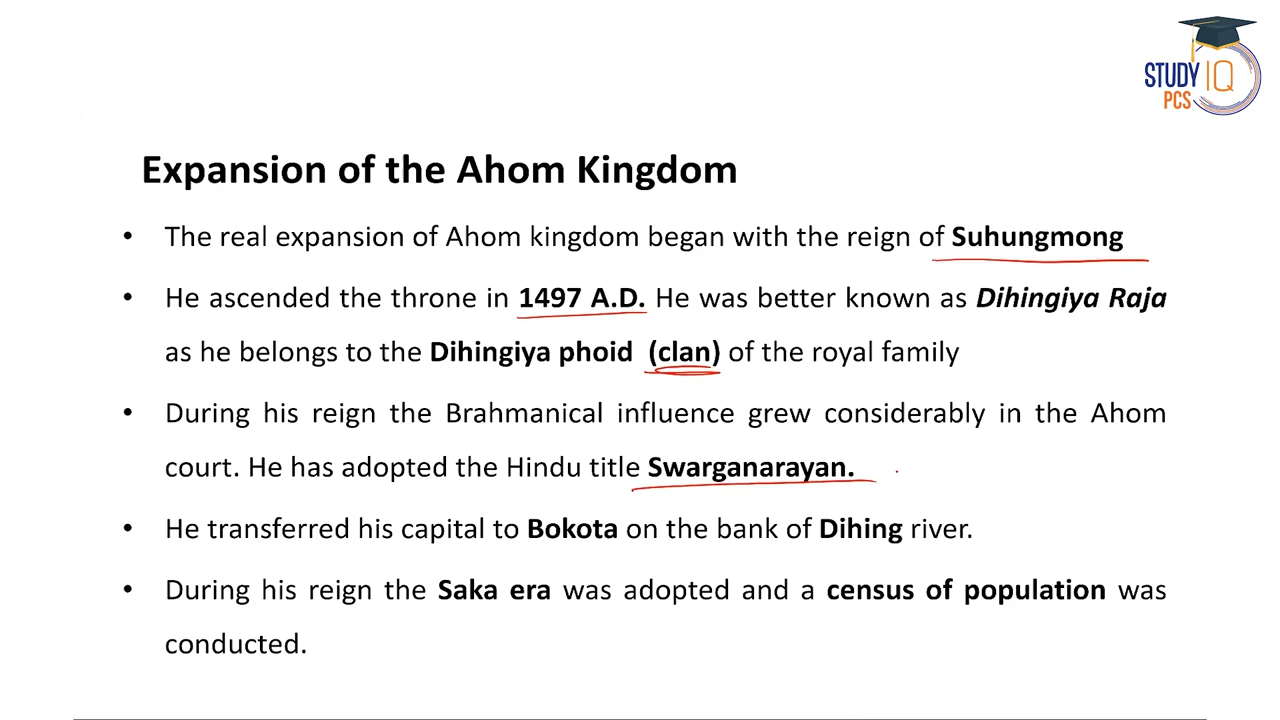 STUDY IQ
PCS
Expansion of the Ahom Kingdom
• The real expansion of Ahom kingdom began with the reign of Suhungmong
• He ascended the throne in 1497 A.D. He was better known as Dihingiya Raja
as he belongs to the Dihingiya phoid (clan) of the royal family
• During his reign the Brahmanical influence grew considerably in the Ahom
court. He has adopted the Hindu title Swarganarayan.
• He transferred his capital to Bokota on the bank of Dihing river.
• During his reign the Saka era was adopted and a census of population was
conducted.